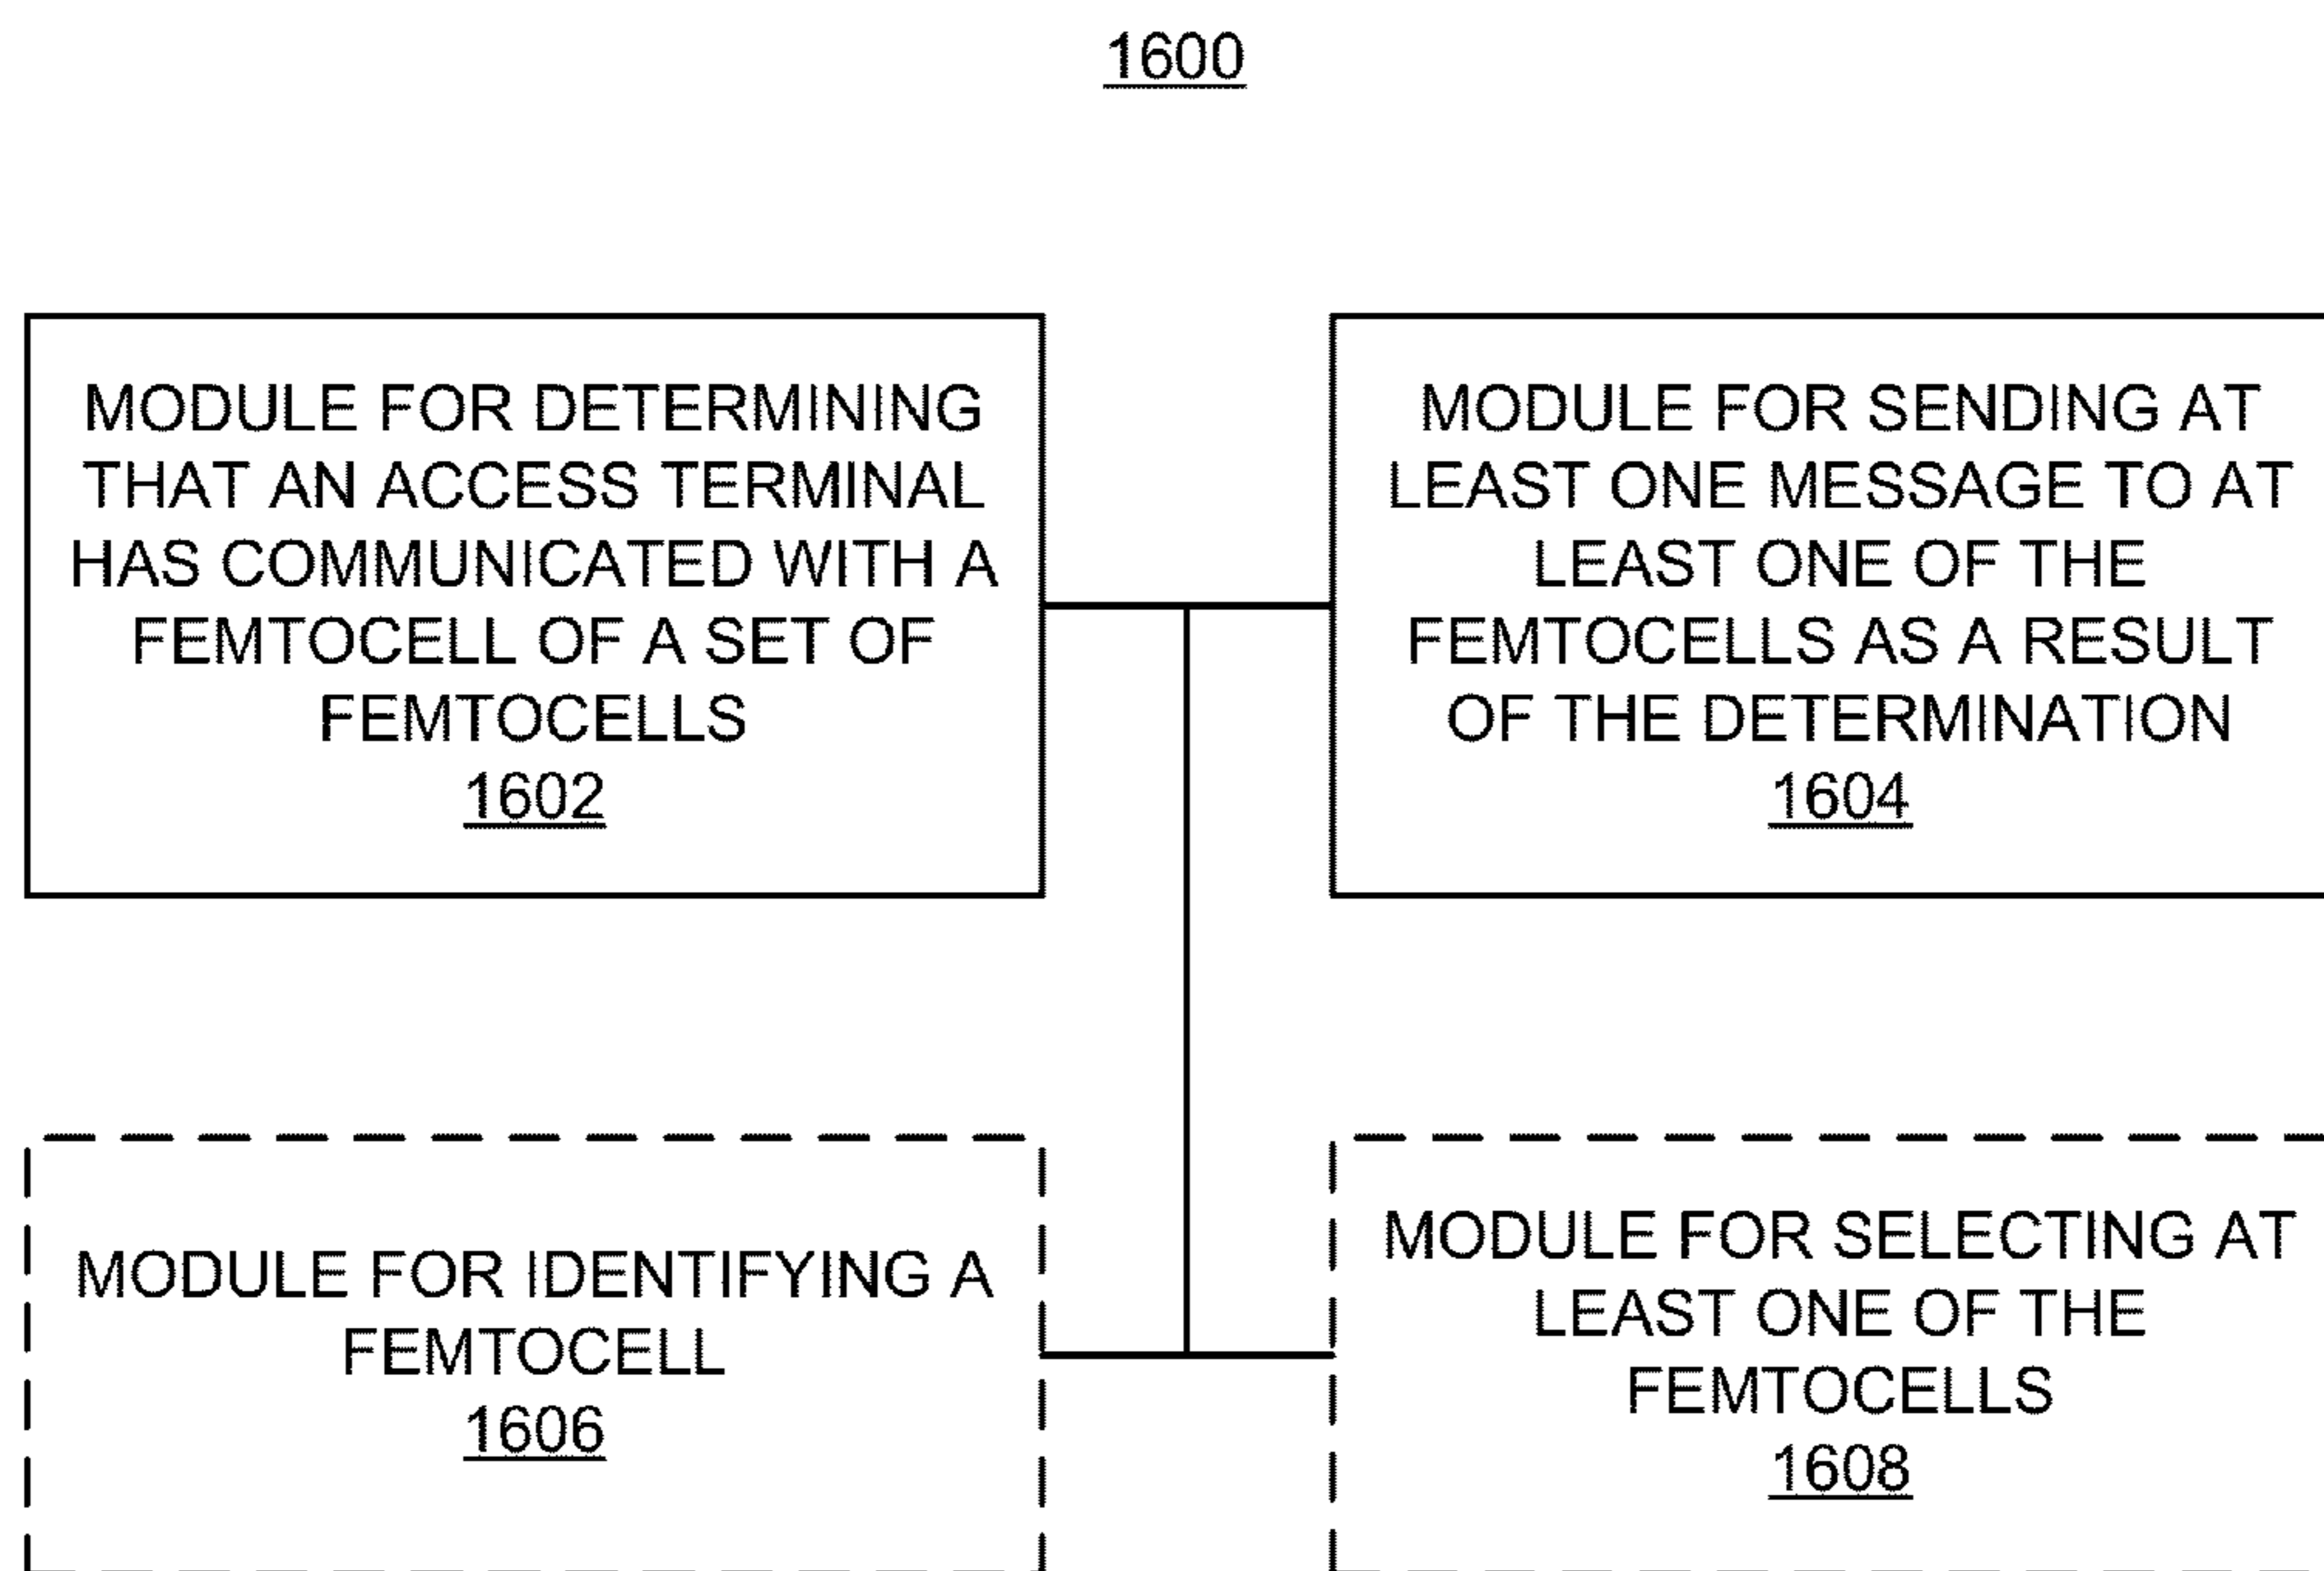 1600
MODULE FOR DETERMINING
THAT AN ACCESS TERMINAL
HAS COMMUNICATED WITH A
FEMTOCELL OF A SET OF
FEMTOCELLS
1602
MODULE FOR SENDING AT
LEAST ONE MESSAGE TO AT
LEAST ONE OF THE
FEMTOCELLS AS A RESULT
OF THE DETERMINATION
1604
MODULE FOR IDENTIFYING A
FEMTOCELL
1606
MODULE FOR SELECTING AT
LEAST ONE OF THE
FEMTOCELLS
1608